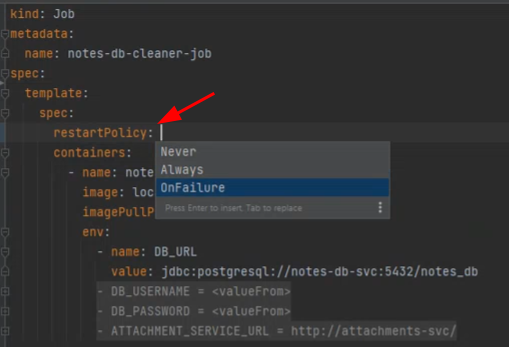 kind: Job
metadata:
name: notes-db-cleaner-job
spec:
template:
spec:
restartPolicy:
Never
Always
OnFailure
Press Enter to insert, Tab to replace
containers:
- name: note
image: loc
imagePullP
env:
- name: DB_URL
value: jdbc:postgresql://notes-db-svc:5432/notes_db
- DB_USERNAME = <valueFrom>
- DB_PASSWORD = <valueFrom>
- ATTACHMENT_SERVICE_URL = http://attachments-svc/